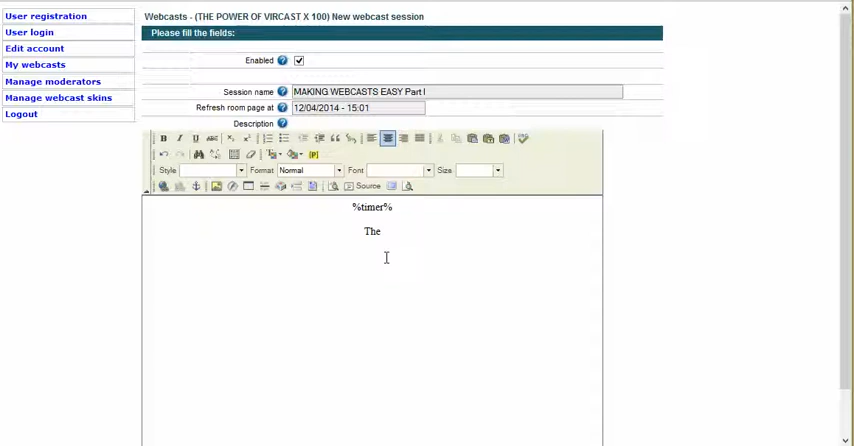 User registration
User login
Edit account
My webcasts
Manage moderators
Manage webcast skins
Logout
Webcasts - (THE POWER OF VIRCAST X 100) New webcast session
Please fill the fields:
Enabled
Session name MAKING WEBCASTS EASY Part I
Refresh room page at 12/04/2014 - 15:01
Description
B I U ABC
Style Format Normal Font Size
Source
%timer%
The